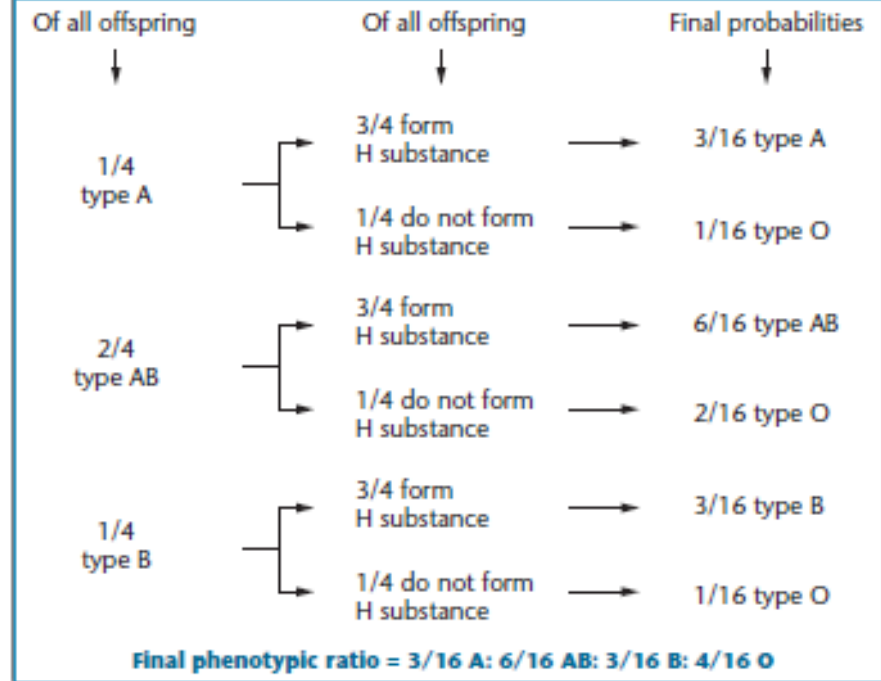 Of all offspring
Of all offspring
Final probabilities
1/4
type A
3/4 form
H substance
3/16 type A
1/4 do not form
H substance
1/16 type O
2/4
type AB
3/4 form
H substance
6/16 type AB
1/4 do not form
H substance
2/16 type O
1/4
type B
3/4 form
H substance
3/16 type B
1/4 do not form
H substance
1/16 type O
Final phenotypic ratio = 3/16 A: 6/16 AB: 3/16 B: 4/16 O